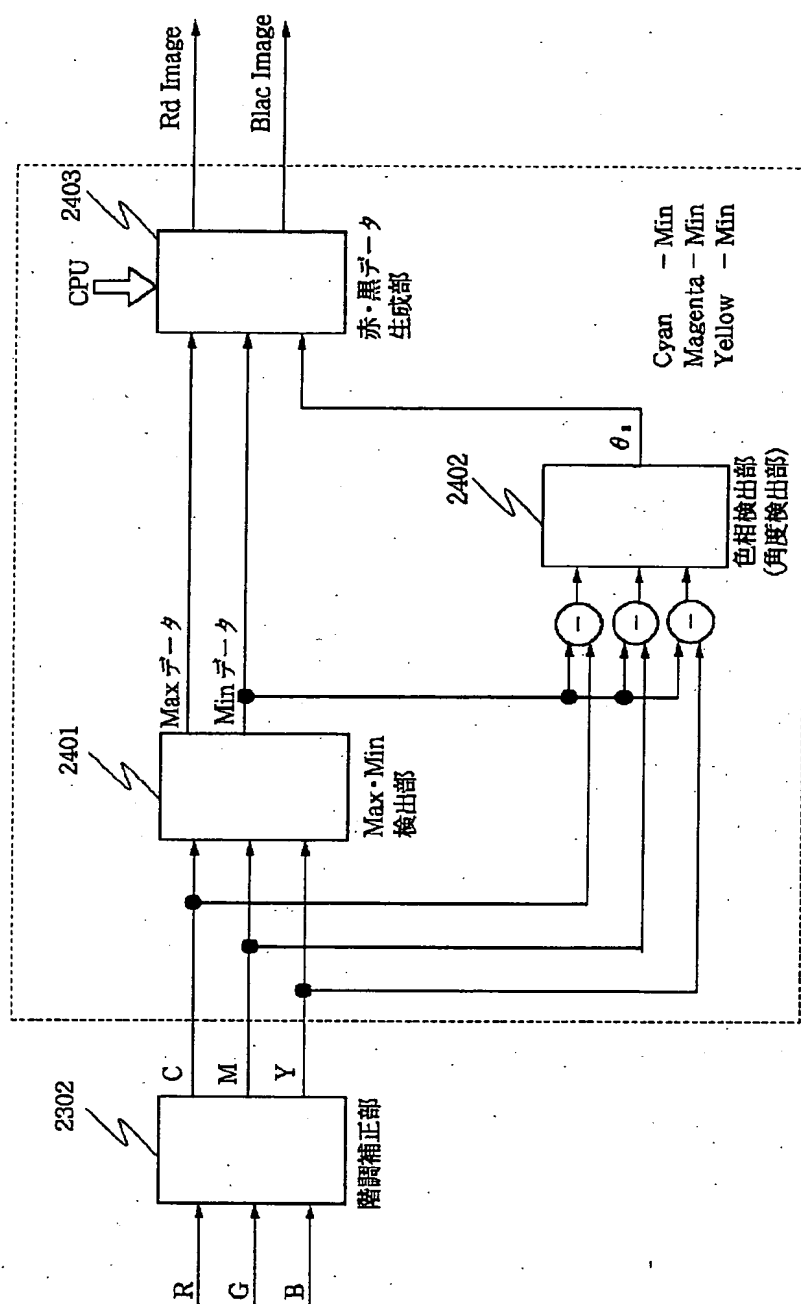 R
G
B
2302
階調補正部
C
M
Y
2401
Max・Min
検出部
Maxデータ
Minデータ
-
-
-
2402
色相検出部
(角度検出部)
θ
CPU
2403
赤・黒データ
生成部
Rd Image
Blac Image
Cyan - Min
Magenta - Min
Yellow - Min